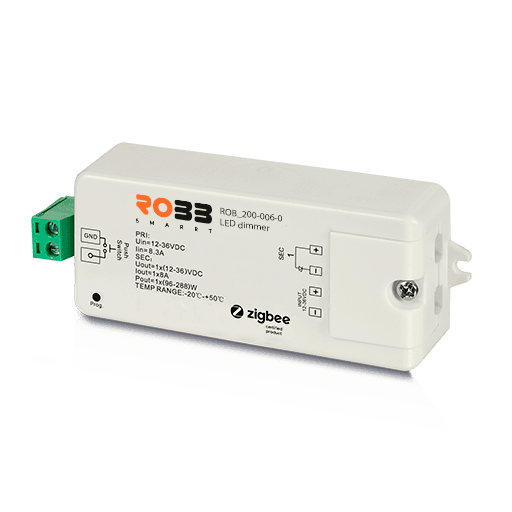 ROBB
SMARRT
ROB_200-006-0
LED dimmer
GND
Push
Switch
PRI:
Uin=12-36VDC
Iin=8,3A
SEC:
Uout=1x(12-36)VDC
Iout=1x8A
Pout=1x(96-288)W
TEMP RANGE:-20℃-+50℃
Prog.
SEC
1
INPUT
12-36VDC
zigbee
certified
product